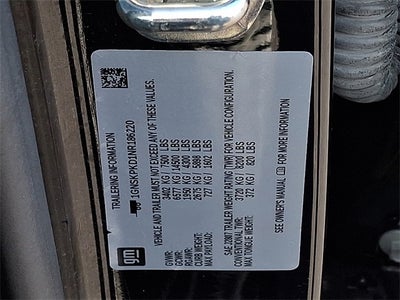 TRAILERING INFORMATION
1GNSKPKD1NR186220
VEHICLE AND TRAILER MUST NOT EXCEED ANY OF THESE VALUES.
GVWR: 3402 KG / 7500 LBS
GCWR: 6577 KG / 14500 LBS
RGAWR: 1950 KG / 4300 LBS
CURB WEIGHT: 2675 KG / 5898 LBS
MAX. PAYLOAD: 727 KG / 1602 LBS
SAE J2807 TRAILER WEIGHT RATING (TWR) FOR VEHICLE CONFIGURATION.
CONVENTIONAL TWR: 3720 KG / 8200 LBS
MAX TONGUE WEIGHT: 372 KG / 820 LBS
SEE OWNER'S MANUAL FOR MORE INFORMATION.
gm